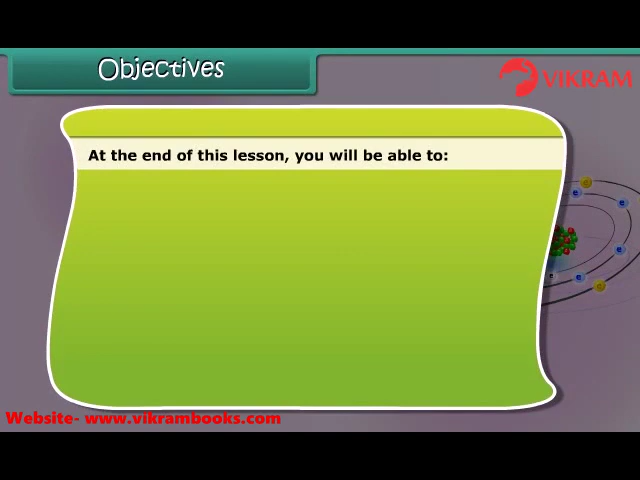 Objectives
VIKRAM
At the end of this lesson, you will be able to:
e
e
e
e
Website- www.vikrambooks.com